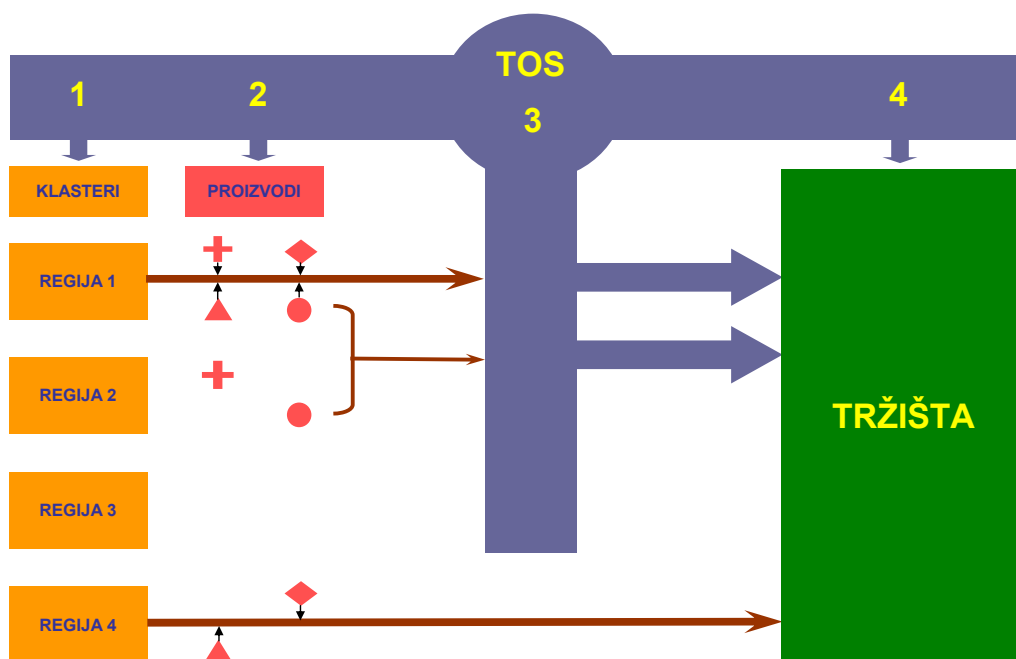 TOS
1
2
3
4
KLASTERI
PROIZVODI
REGIJA 1
REGIJA 2
TRŽIŠTA
REGIJA 3
REGIJA 4